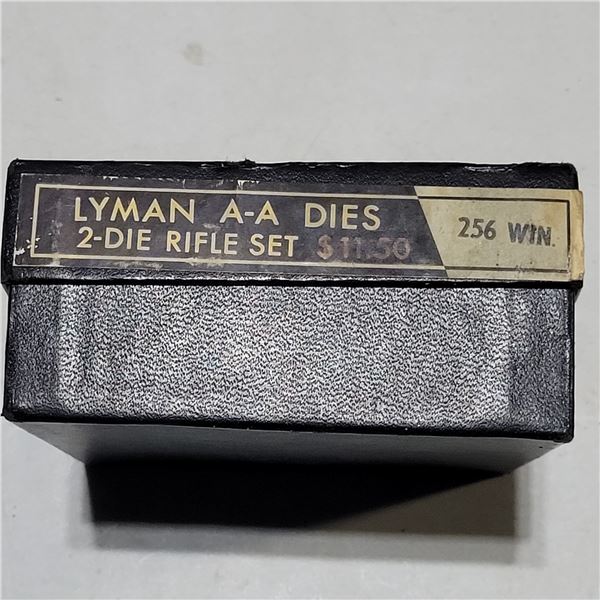 LYMAN A-A DIES
2-DIE RIFLE SET $11.50
256 WIN.